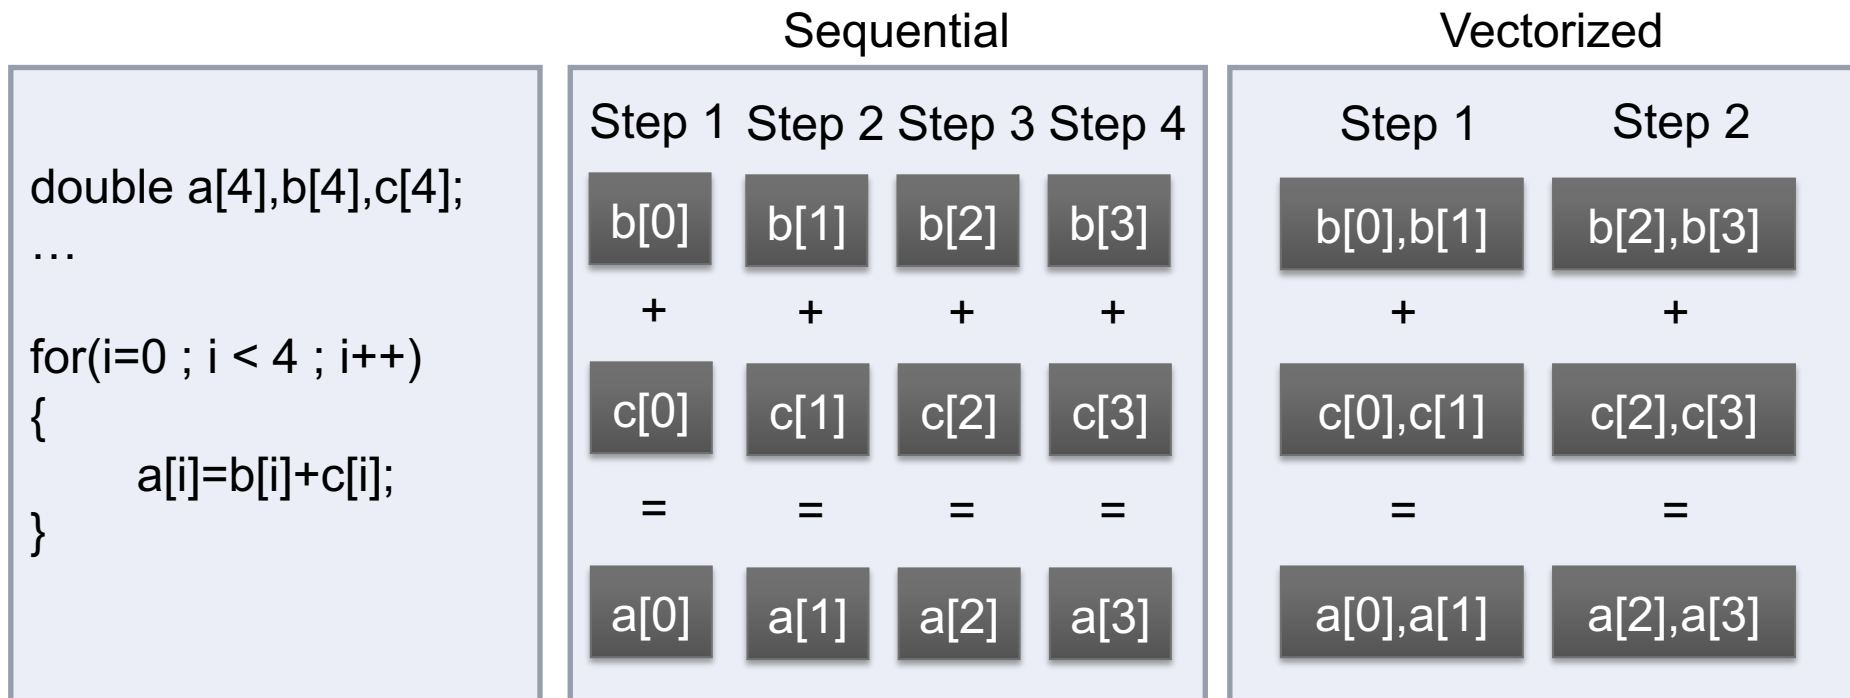 Sequential
Vectorized
double a[4],b[4],c[4];
…
for(i=0 ; i < 4 ; i++)
{
a[i]=b[i]+c[i];
}
Step 1 Step 2 Step 3 Step 4
b[0] b[1] b[2] b[3]
+ + + +
c[0] c[1] c[2] c[3]
= = = =
a[0] a[1] a[2] a[3]
Step 1 Step 2
b[0],b[1] b[2],b[3]
+ +
c[0],c[1] c[2],c[3]
= =
a[0],a[1] a[2],a[3]